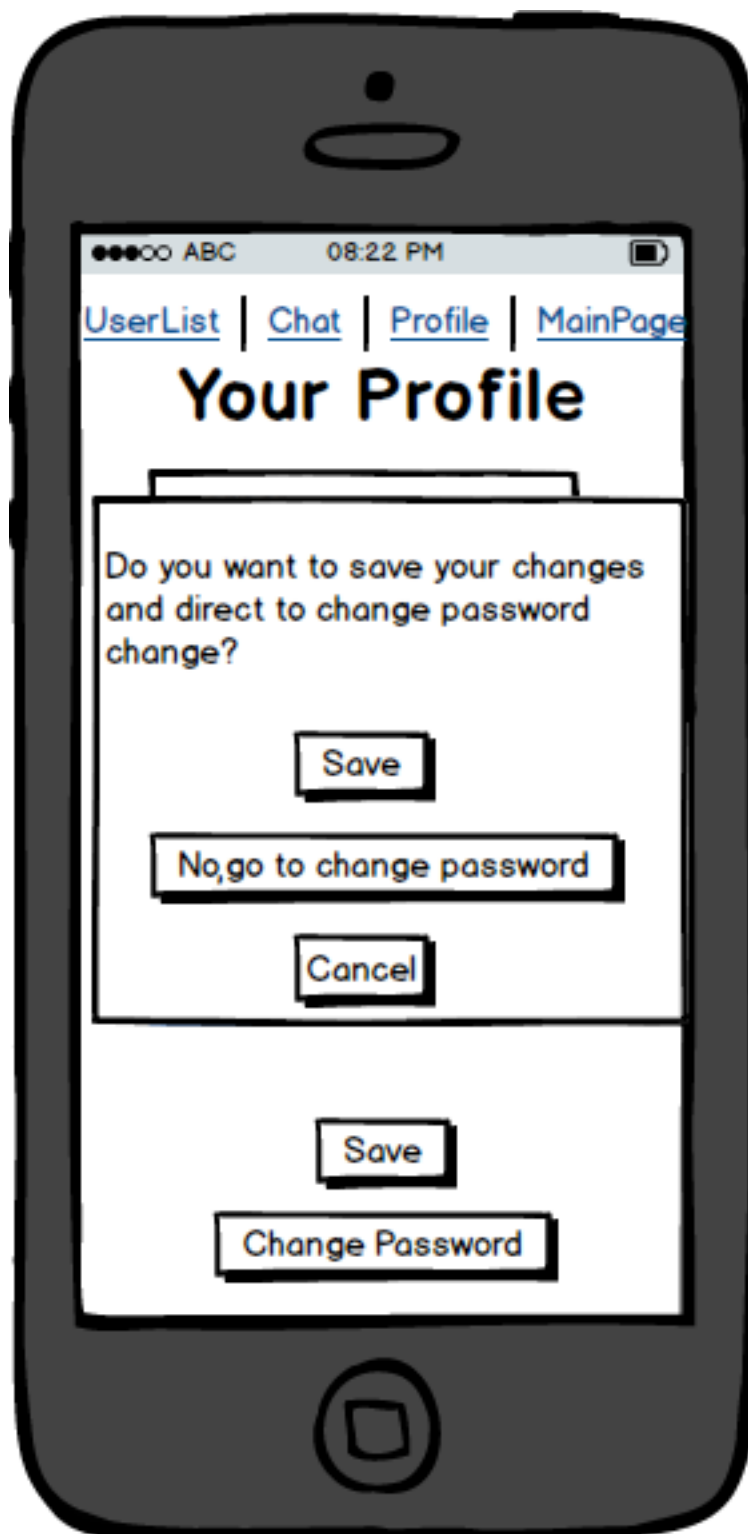 ABC 08:22 PM
UserList Chat Profile MainPage
Your Profile
Do you want to save your changes
and direct to change password
change?
Save
No,go to change password
Cancel
Save
Change Password